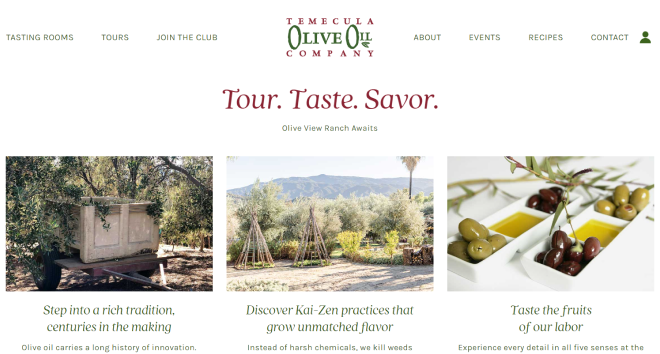 TASTING ROOMS TOURS JOIN THE CLUB
TEMECULA
OLIVE OIL
COMPANY
ABOUT EVENTS RECIPES CONTACT
Tour. Taste. Savor.
Olive View Ranch Awaits
Step into a rich tradition,
centuries in the making
Olive oil carries a long history of innovation.
Discover Kai-Zen practices that
grow unmatched flavor
Instead of harsh chemicals, we kill weeds
Taste the fruits
of our labor
Experience every detail in all five senses at the